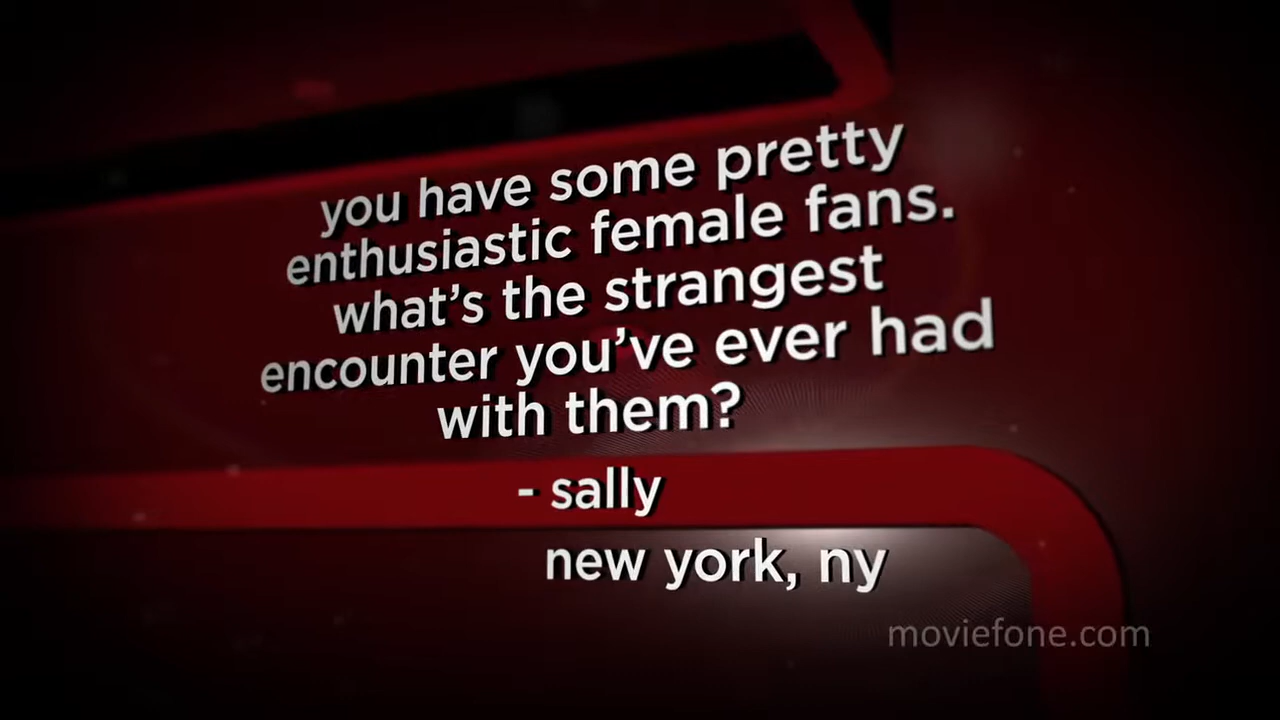 you have some pretty
enthusiastic female fans.
what's the strangest
encounter you've ever had
with them?
- sally
new york, ny
moviefone.com